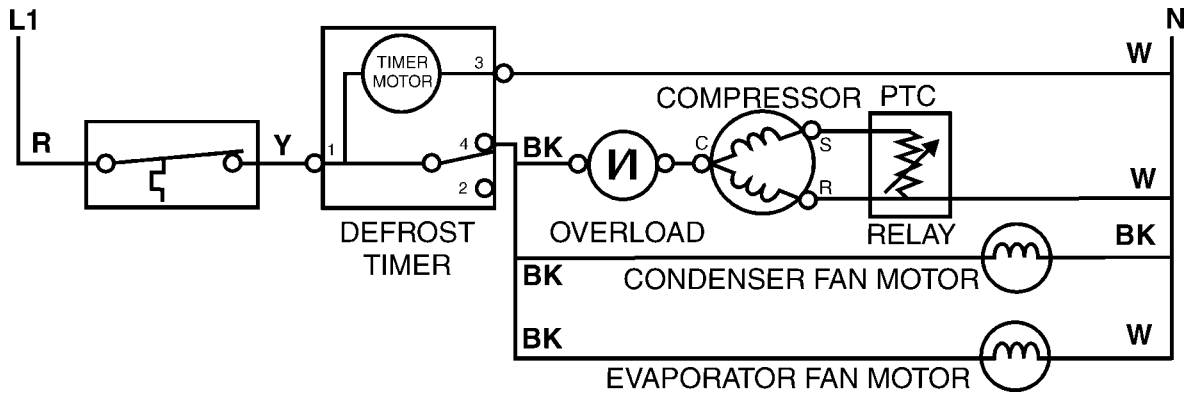 L1
N
TIMER
MOTOR
3
W
COMPRESSOR
PTC
R
Y
1
4
BK
C
S
2
R
W
DEFROST
TIMER
OVERLOAD
RELAY
BK
BK
CONDENSER FAN MOTOR
BK
W
EVAPORATOR FAN MOTOR